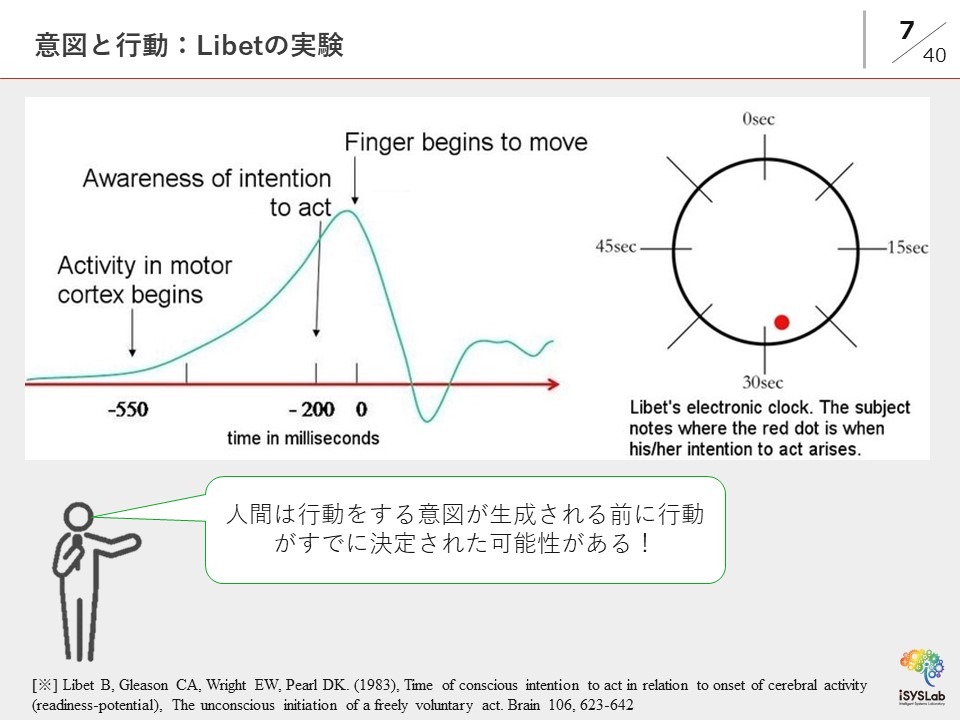 意図と行動：Libetの実験
7
40
Finger begins to move
Awareness of intention
to act
Activity in motor
cortex begins
-550
- 200
0
time in milliseconds
0sec
45sec
15sec
30sec
Libet's electronic clock. The subject
notes where the red dot is when
his/her intention to act arises.
人間は行動をする意図が生成される前に行動
がすでに決定された可能性がある！
[※] Libet B, Gleason CA, Wright EW, Pearl DK. (1983), Time of conscious intention to act in relation to onset of cerebral activity
(readiness-potential), The unconscious initiation of a freely voluntary act. Brain 106, 623-642
iSYSLab
Intelligent Systems Laboratory